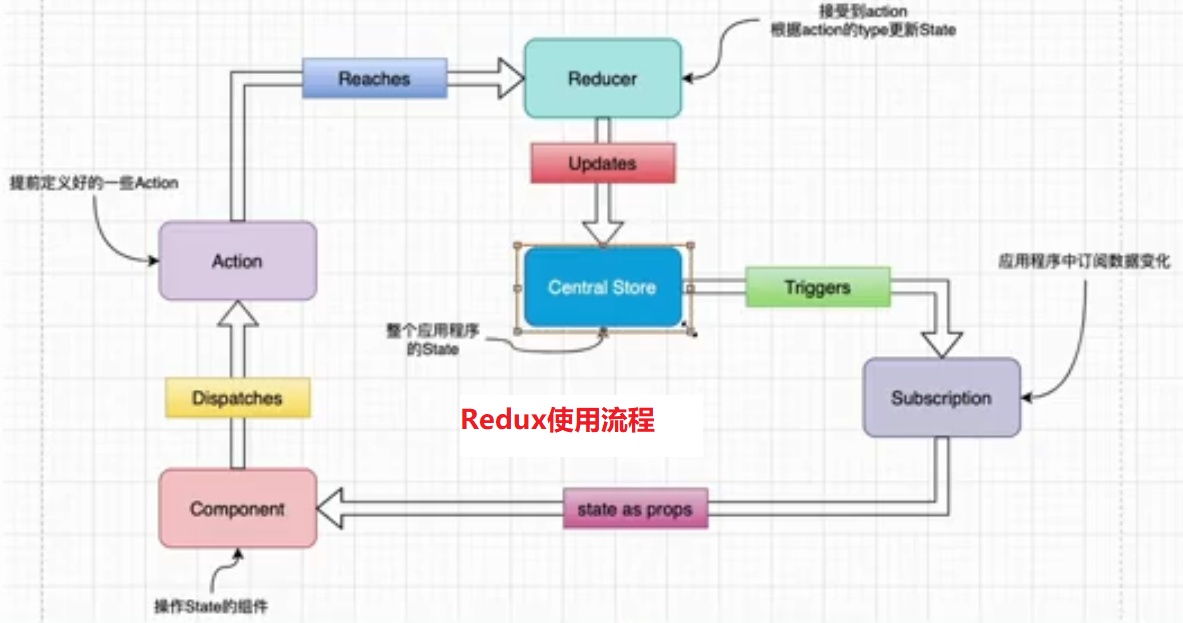 接受到action
根据action的type更新State
Reaches
Reducer
Updates
提前定义好的一些Action
Action
Central Store
Triggers
应用程序中订阅数据变化
整个应用程序
的State
Dispatches
Subscription
Redux使用流程
Component
state as props
操作State的组件